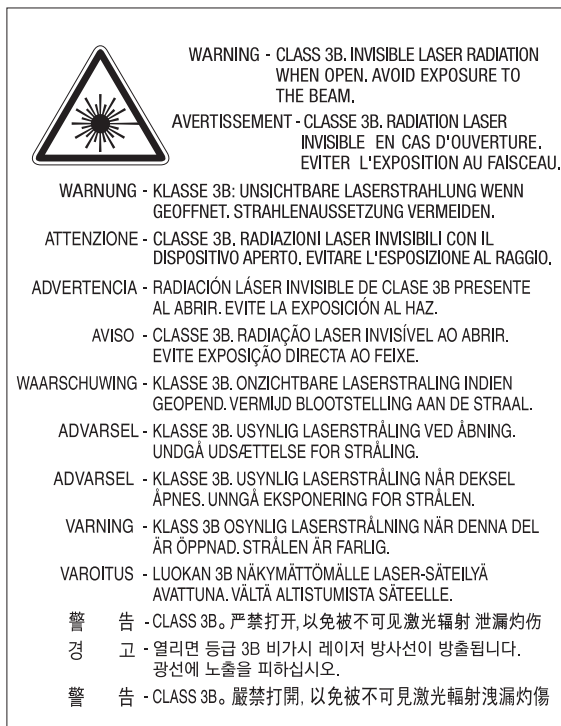 WARNING - CLASS 3B. INVISIBLE LASER RADIATION
WHEN OPEN. AVOID EXPOSURE TO
THE BEAM.
AVERTISSEMENT - CLASSE 3B. RADIATION LASER
INVISIBLE EN CAS D'OUVERTURE.
EVITER L'EXPOSITION AU FAISCEAU.
WARNUNG - KLASSE 3B: UNSICHTBARE LASERSTRAHLUNG WENN
GEOFFNET. STRAHLENAUSSETZUNG VERMEIDEN.
ATTENZIONE - CLASSE 3B. RADIAZIONI LASER INVISIBILI CON IL
DISPOSITIVO APERTO. EVITARE L'ESPOSIZIONE AL RAGGIO.
ADVERTENCIA - RADIACIÓN LÁSER INVISIBLE DE CLASE 3B PRESENTE
AL ABRIR. EVITE LA EXPOSICIÓN AL HAZ.
AVISO - CLASSE 3B. RADIAÇÃO LASER INVISÍVEL AO ABRIR.
EVITE EXPOSIÇÃO DIRECTA AO FEIXE.
WAARSCHUWING - KLASSE 3B. ONZICHTBARE LASERSTRALING INDIEN
GEOPEND. VERMIJD BLOOTSTELLING AAN DE STRAAL.
ADVARSEL - KLASSE 3B. USYNLIG LASERSTRÅLING VED ÅBNING.
UNDGÅ UDSÆTTELSE FOR STRÅLING.
ADVARSEL - KLASSE 3B. USYNLIG LASERSTRÅLING NÅR DEKSEL
ÅPNES. UNNGÅ EKSPONERING FOR STRÅLEN.
VARNING - KLASS 3B OSYNLIG LASERSTRÅLNING NÄR DENNA DEL
ÄR ÖPPNAD. STRÅLEN ÄR FARLIG.
VAROITUS - LUOKAN 3B NÄKYMÄTTÖMÄLLE LASER-SÄTEILYÄ
AVATTUNA. VÄLTÄ ALTISTUMISTA SÄTEELLE.
警 告 - CLASS 3B。严禁打开, 以免被不可见激光辐射 泄漏灼伤
경 고 - 열리면 등급 3B 비가시 레이저 방사선이 방출됩니다.
광선에 노출을 피하십시오.
警 告 - CLASS 3B。嚴禁打開, 以免被不可見激光輻射洩漏灼傷